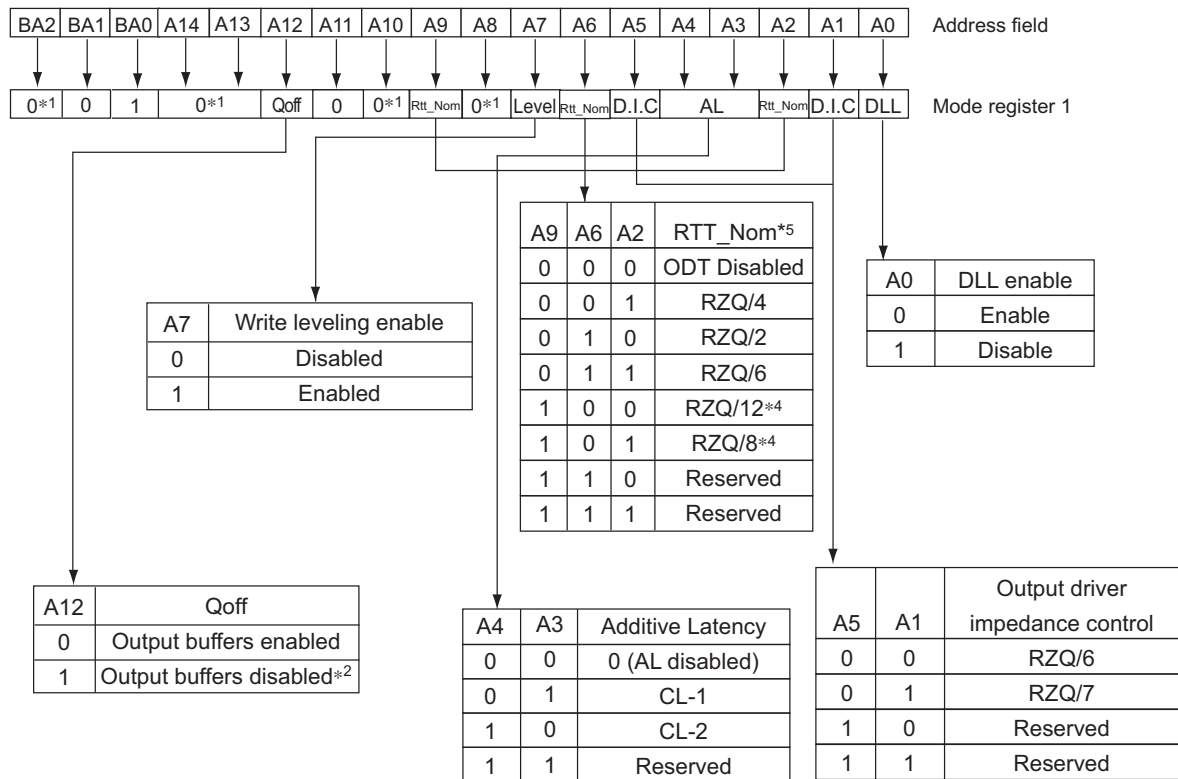 BA2 BA1 BA0 A14 A13 A12 A11 A10 A9 A8 A7 A6 A5 A4 A3 A2 A1 A0 Address field
0*1 0 1 0*1 Qoff 0 0*1 Rtt_Nom 0*1 Level Rtt_Nom D.I.C AL Rtt_Nom D.I.C DLL Mode register 1
A9 A6 A2 RTT_Nom*5
0 0 0 ODT Disabled
0 0 1 RZQ/4
0 1 0 RZQ/2
0 1 1 RZQ/6
1 0 0 RZQ/12*4
1 0 1 RZQ/8*4
1 1 0 Reserved
1 1 1 Reserved
A0 DLL enable
0 Enable
1 Disable
A7 Write leveling enable
0 Disabled
1 Enabled
A12 Qoff
0 Output buffers enabled
1 Output buffers disabled*2
A4 A3 Additive Latency
0 0 0 (AL disabled)
0 1 CL-1
1 0 CL-2
1 1 Reserved
Output driver
A5 A1 impedance control
0 0 RZQ/6
0 1 RZQ/7
1 0 Reserved
1 1 Reserved